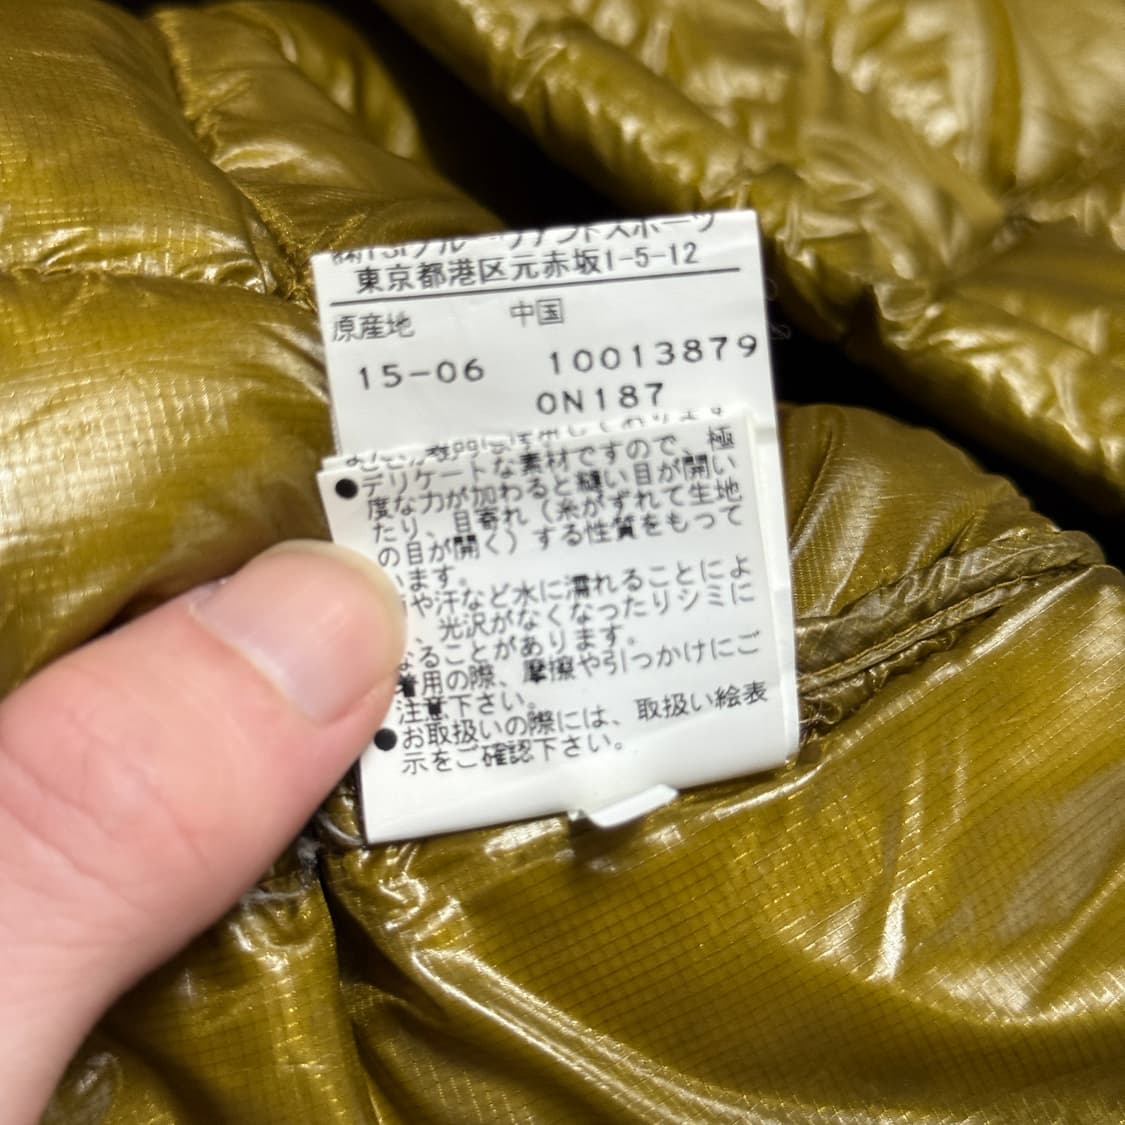 東京都港区元赤坂1-5-12
原産地 中国
15-06 10013879
0N187
デリケートな素材ですので、極
度な力が加わると縫い目が開い
たり、目寄れ（糸がずれて生地
の目が開く）する性質をもって
います。
や汗など水に濡れることによ
、光沢がなくなったりシミに
なることがあります。
着用の際、摩擦や引っかけにご
注意下さい。
●お取扱いの際には、取扱い絵表
示をご確認下さい。